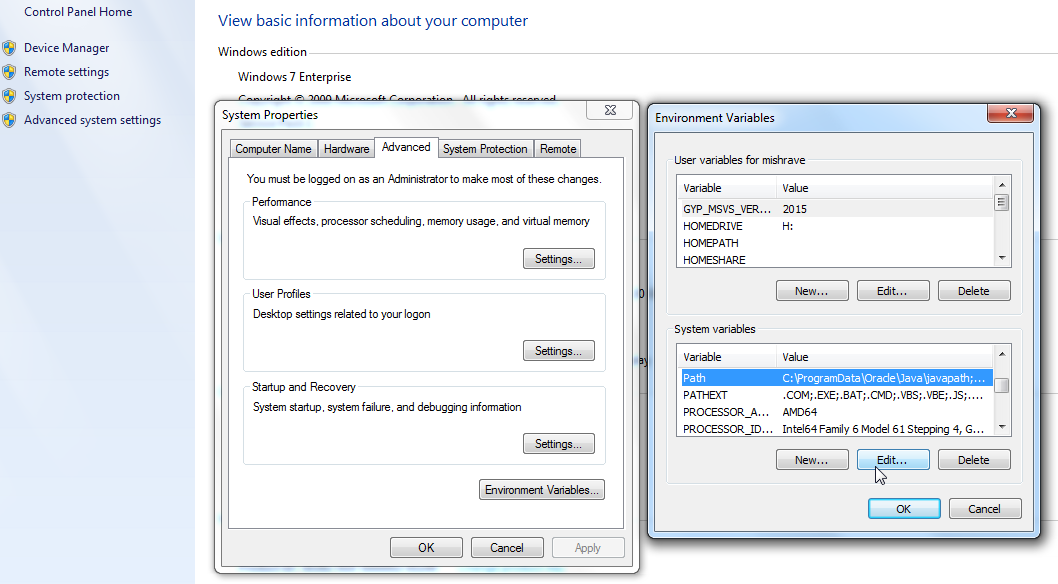 Control Panel Home
Device Manager
Remote settings
System protection
Advanced system settings
View basic information about your computer
Windows edition
Windows 7 Enterprise
Copyright © 2009 Microsoft Corporation. All rights reserved.
System Properties
Computer Name
Hardware
Advanced
System Protection
Remote
You must be logged on as an Administrator to make most of these changes.
Performance
Visual effects, processor scheduling, memory usage, and virtual memory
Settings...
User Profiles
Desktop settings related to your logon
Settings...
Startup and Recovery
System startup, system failure, and debugging information
Settings...
Environment Variables...
OK Cancel Apply
Environment Variables
User variables for mishrave
Variable Value
GYP_MSVS_VER... 2015
HOMEDRIVE H:
HOMEPATH
HOMESHARE
New... Edit... Delete
System variables
Variable Value
Path C:\ProgramData\Oracle\Java\javapath;...
PATHEXT .COM;.EXE;.BAT;.CMD;.VBS;.VBE;.JS;....
PROCESSOR_A... AMD64
PROCESSOR_ID... Intel64 Family 6 Model 61 Stepping 4, G...
New... Edit... Delete
OK Cancel